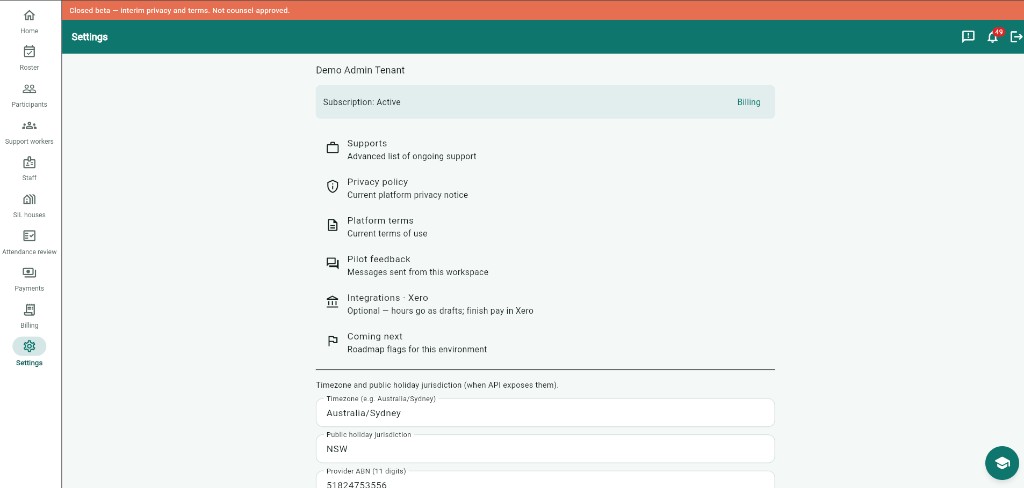 Closed beta — interim privacy and terms. Not counsel-approved.
Settings
49
Home
Roster
Participants
Support workers
Staff
SIL houses
Attendance review
Payments
Billing
Settings
Demo Admin Tenant
Subscription: Active
Billing
Supports
Advanced list of ongoing support
Privacy policy
Current platform privacy notice
Platform terms
Current terms of use
Pilot feedback
Messages sent from this workspace
Integrations - Xero
Optional — hours go as drafts; finish pay in Xero
Coming next
Roadmap flags for this environment
Timezone and public holiday jurisdiction (when API exposes them).
Timezone (e.g. Australia/Sydney)
Australia/Sydney
Public holiday jurisdiction
NSW
Provider ABN (11 digits)
51824753556